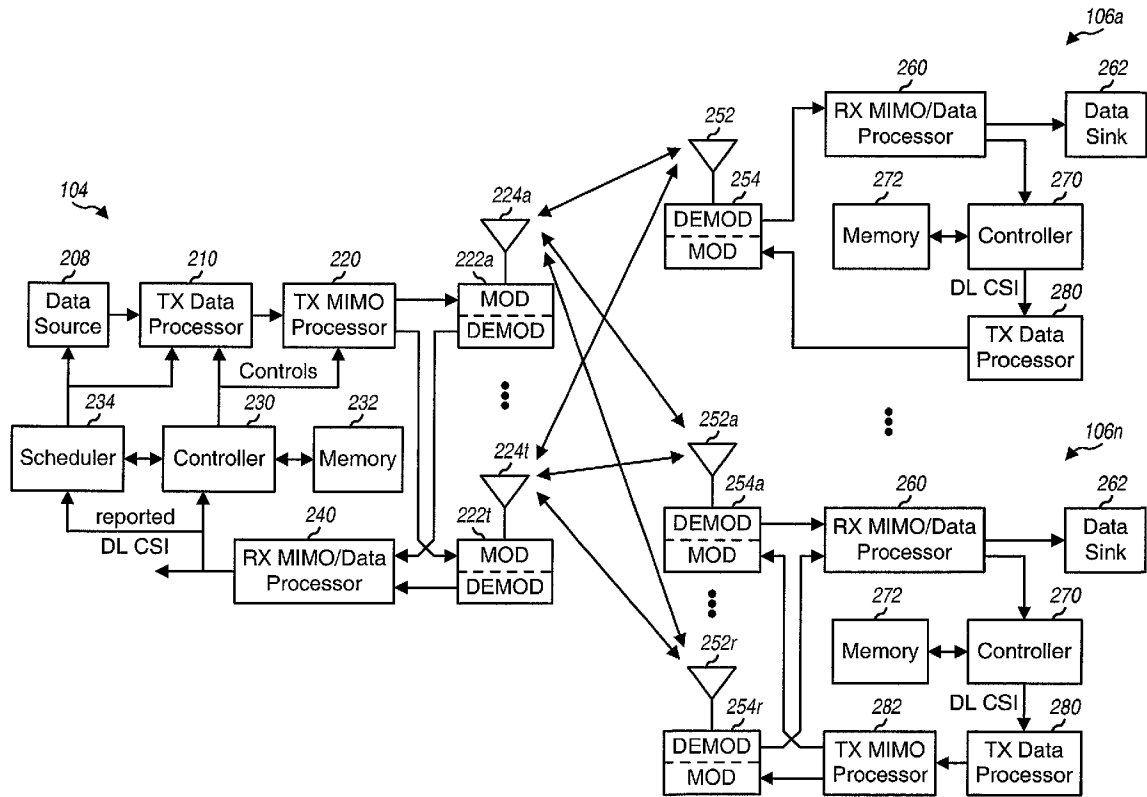 106a
260
262
252
RX MIMO/Data
Processor
Data
Sink
104
224a
254
272
270
DEMOD
MOD
Memory
Controller
208
210
220
222a
DL CSI
280
Data
Source
TX Data
Processor
TX MIMO
Processor
MOD
DEMOD
TX Data
Processor
Controls
234
230
232
252a
106n
Scheduler
Controller
Memory
224t
254a
260
262
reported
DL CSI
240
222t
DEMOD
MOD
RX MIMO/Data
Processor
Data
Sink
RX MIMO/Data
Processor
MOD
DEMOD
272
270
252r
Memory
Controller
254r
282
DL CSI
280
DEMOD
MOD
TX MIMO
Processor
TX Data
Processor